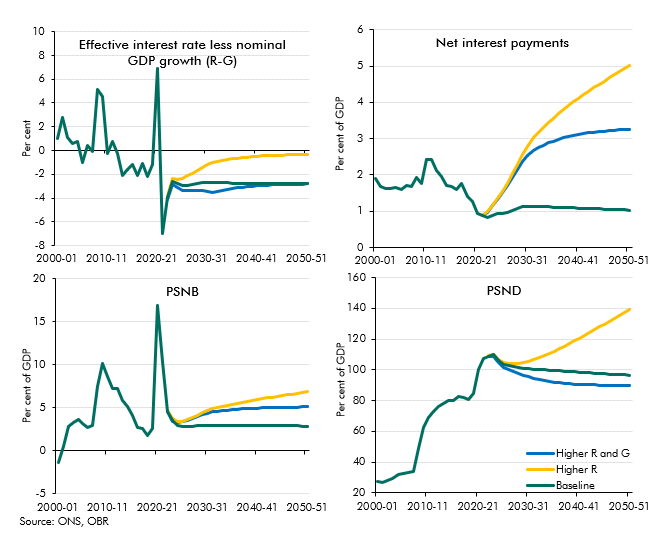 Effective interest rate less nominal
GDP growth (R-G)
Per cent
10
8
6
4
2
0
-2
-4
-6
-8
2000-01 2010-11 2020-21 2030-31 2040-41 2050-51
Net interest payments
Per cent of GDP
6
5
4
3
2
1
0
2000-01 2010-11 2020-21 2030-31 2040-41 2050-51
PSNB
Per cent of GDP
20
15
10
5
0
-5
2000-01 2010-11 2020-21 2030-31 2040-41 2050-51
PSND
Per cent of GDP
160
140
120
100
80
60
40
20
2000-01 2010-11 2020-21 2030-31 2040-41 2050-51
Higher R and G
Higher R
Baseline
Source: ONS, OBR